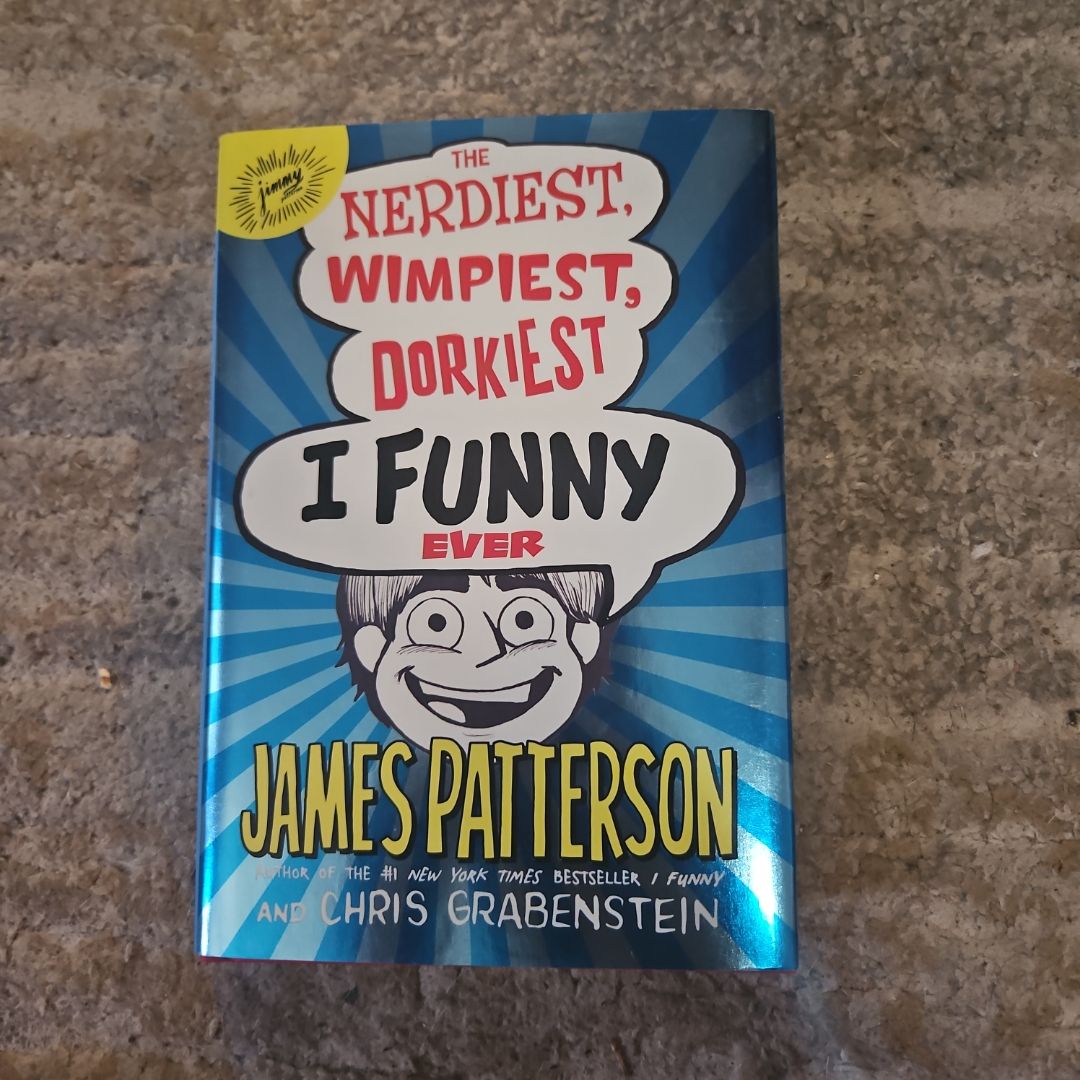 jimmy
THE
NERDIEST,
WIMPIEST,
DORKIEST
I FUNNY
EVER
JAMES PATTERSON
AUTHOR OF THE #1 NEW YORK TIMES BESTSELLER I FUNNY
AND CHRIS GRABENSTEIN